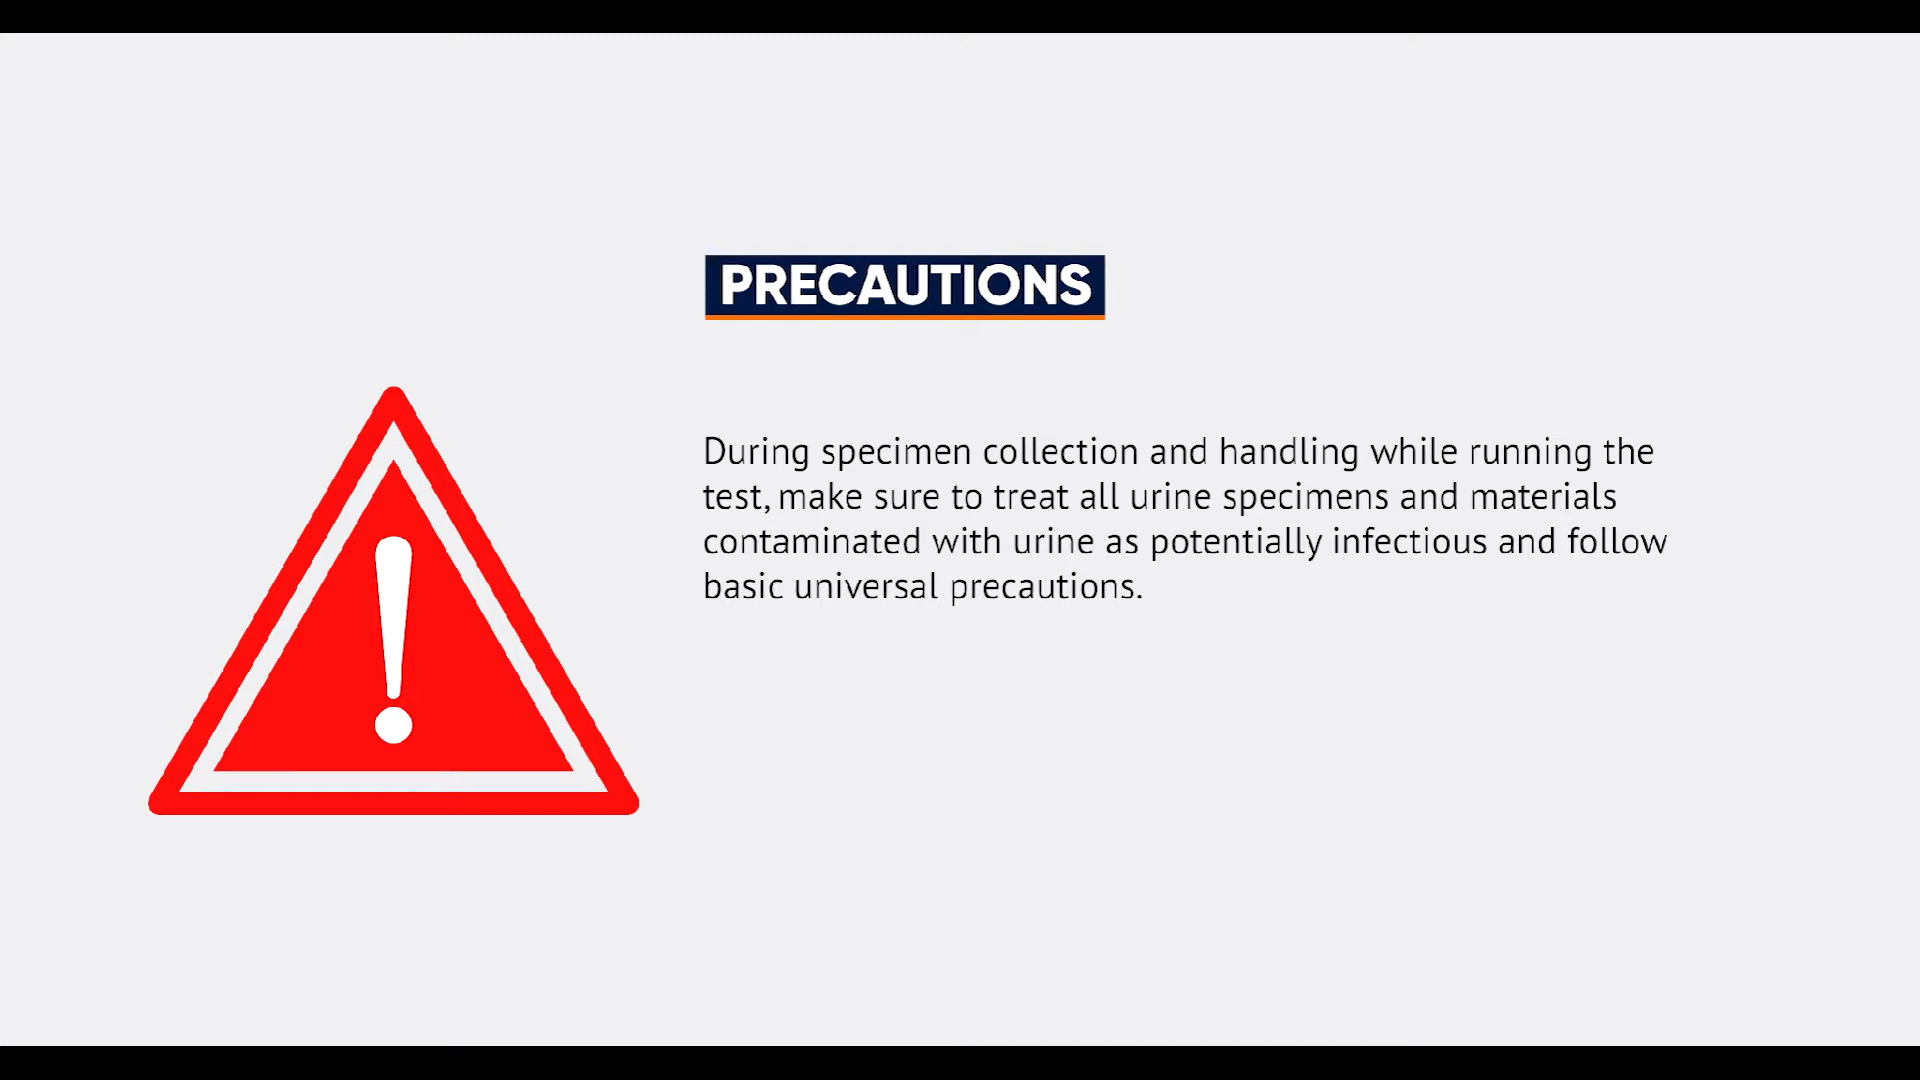 PRECAUTIONS
During specimen collection and handling while running the
test, make sure to treat all urine specimens and materials
contaminated with urine as potentially infectious and follow
basic universal precautions.